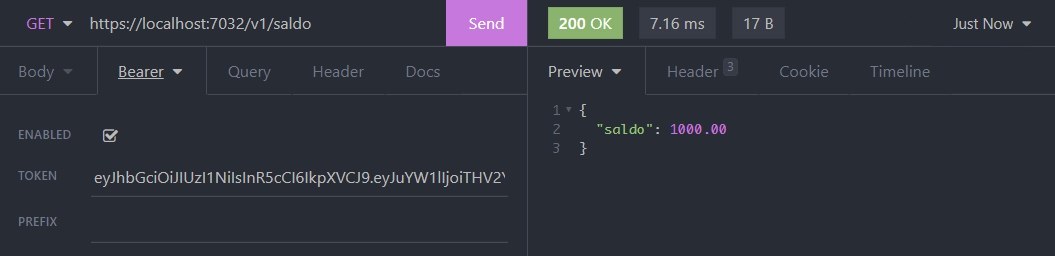 GET https://localhost:7032/v1/saldo Send 200 OK 7.16 ms 17 B Just Now
Body Bearer Query Header Docs Preview Header 3 Cookie Timeline
ENABLED
TOKEN eyJhbGciOiJIUzI1NiIsInR5cCI6IkpXVCJ9.eyJuYW1lIjoiTHV2Y
PREFIX
1 {
2 "saldo": 1000.00
3 }